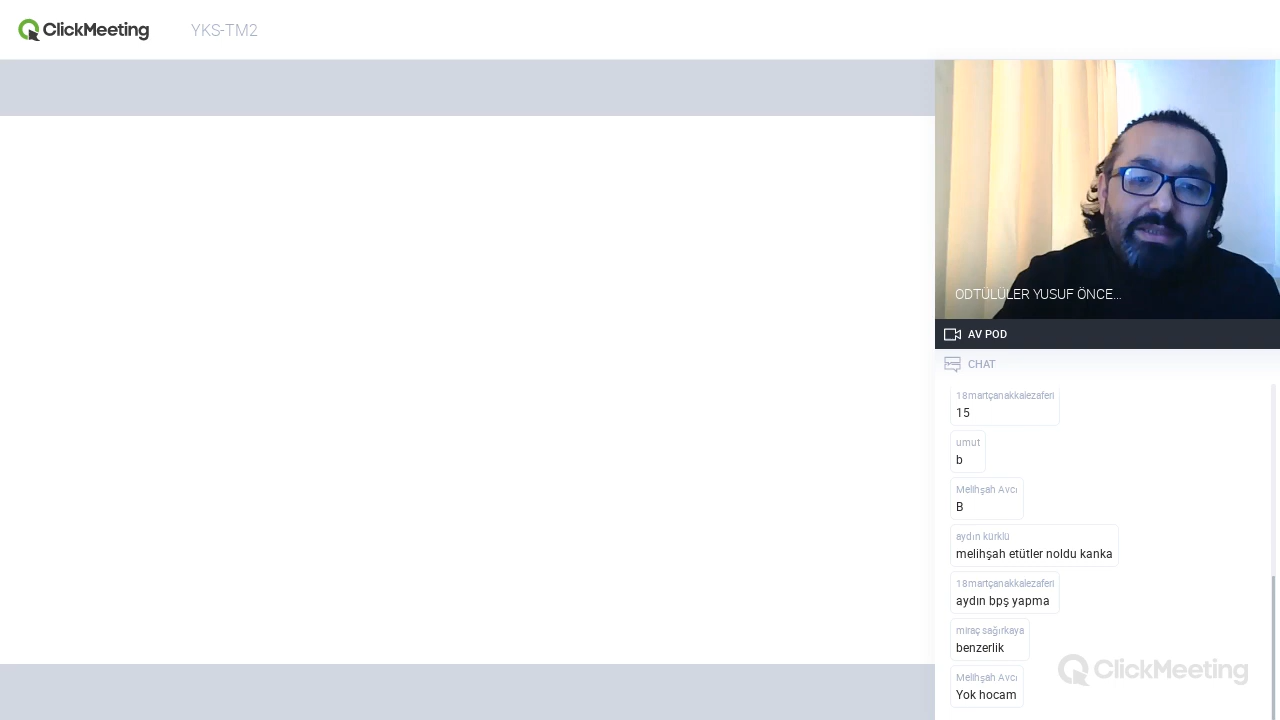 ClickMeeting
YKS-TM2
ODTÜLÜLER YUSUF ÖNCE...
AV POD
CHAT
18martçanakkalezaferi
15
umut
b
Melihşah Avcı
B
aydın kürklü
melihşah etütler noldu kanka
18martçanakkalezaferi
aydın bpş yapma
miraç sağırkaya
benzerlik
Melihşah Avcı
Yok hocam
ClickMeeting